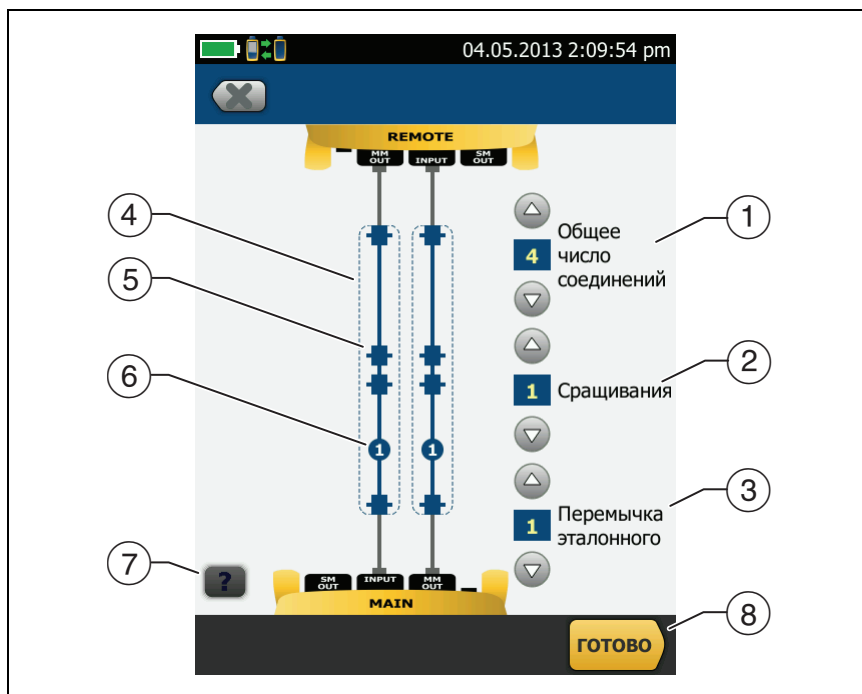 04.05.2013 2:09:54 pm
REMOTE
MM OUT
INPUT
SM OUT
4
Общее
число
соединений
1
Сращивания
1
Перемычка
эталонного
1
1
SM OUT
INPUT
MM OUT
MAIN
?
ГОТОВО
4
5
6
7
1
2
3
8